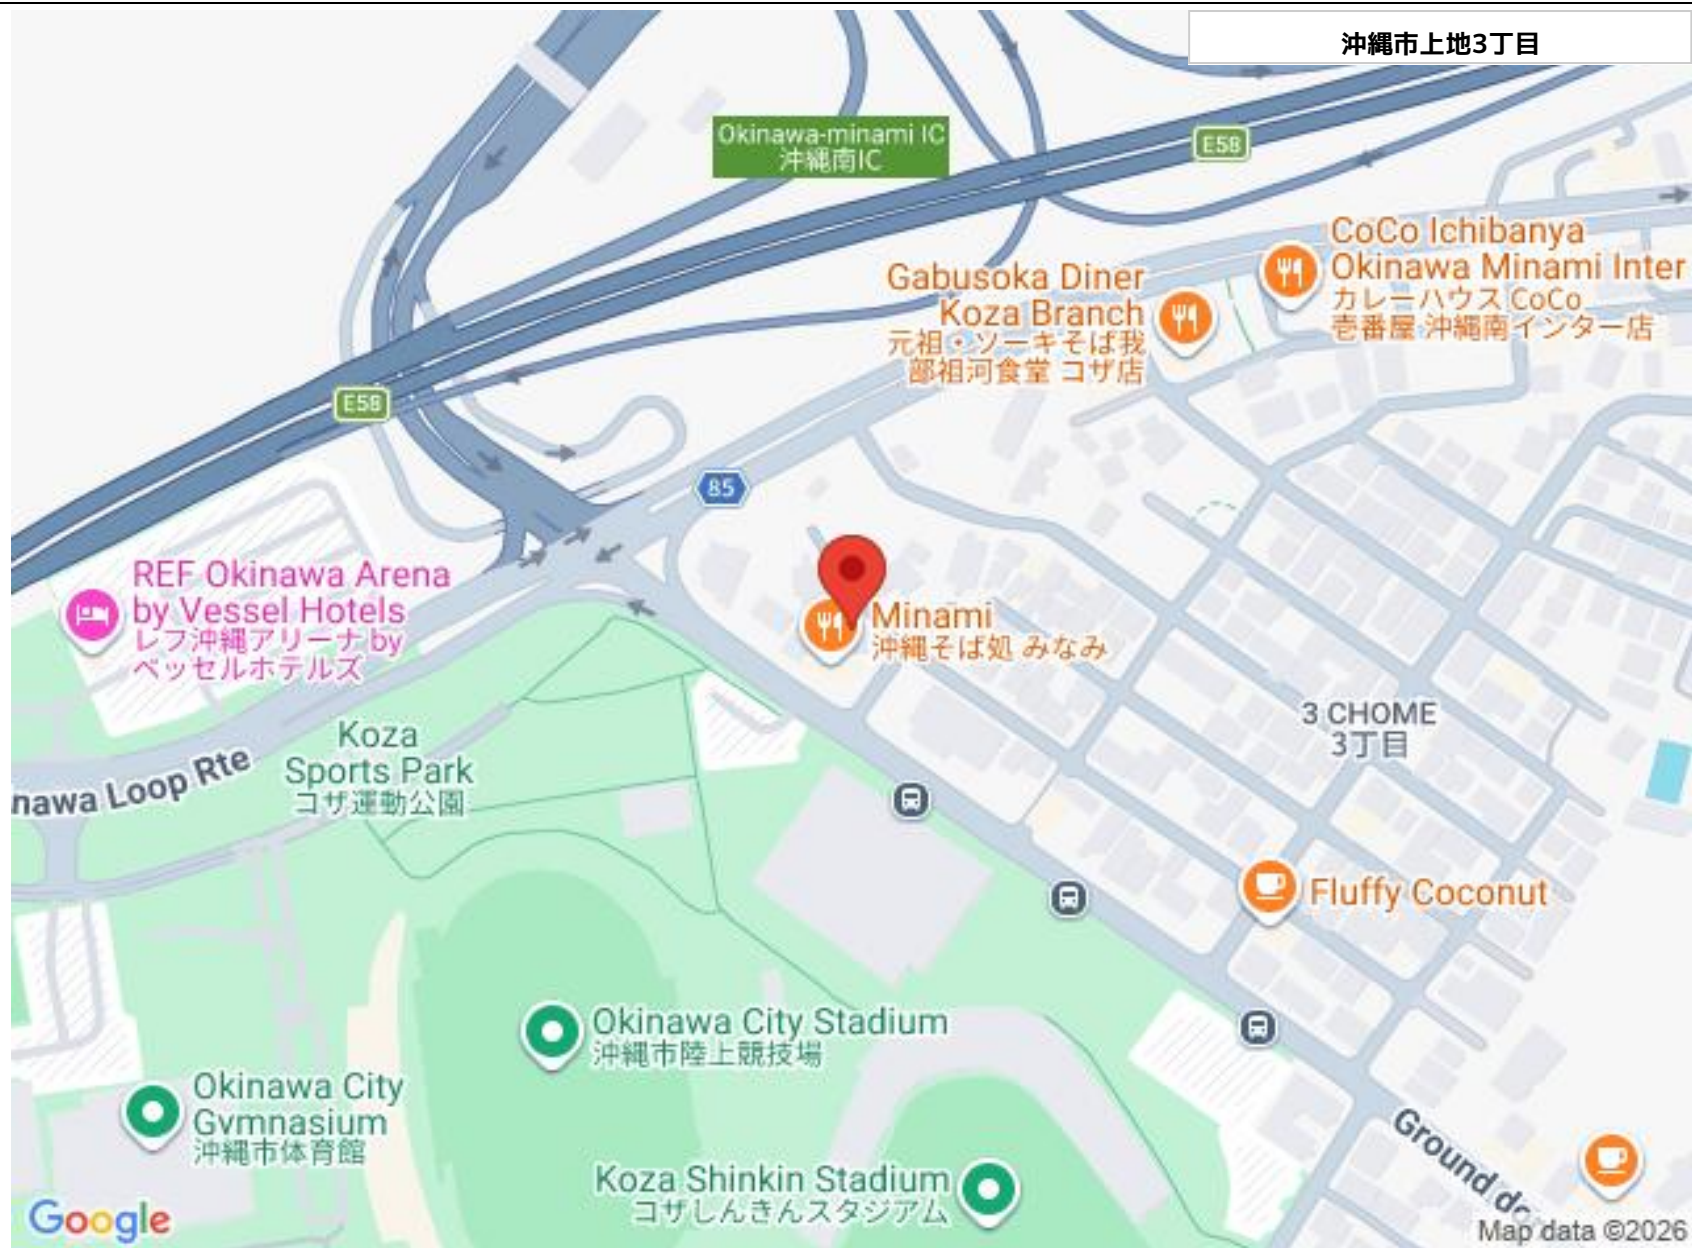 沖縄市上地3丁目
Okinawa-minami IC
沖縄南IC
E58
CoCo Ichibanya
Okinawa Minami Inter
カレーハウス CoCo
壱番屋 沖縄南インター店
Gabusoka Diner
Koza Branch
元祖・ソーキそば我
部祖河食堂 コザ店
E58
85
REF Okinawa Arena
by Vessel Hotels
レフ沖縄アリーナ by
ベッセルホテルズ
Minami
沖縄そば処 みなみ
3 CHOME
3丁目
Koza
Sports Park
コザ運動公園
nawa Loop Rte
Fluffy Coconut
Okinawa City Stadium
沖縄市陸上競技場
Okinawa City
Gymnasium
沖縄市体育館
Koza Shinkin Stadium
コザしんきんスタジアム
Ground do
Google
Map data ©2026